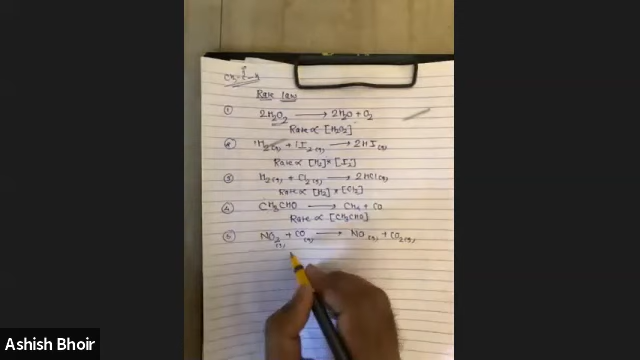 Rate law
① 2H₂O₂ → 2H₂O + O₂
Rate ∝ [H₂O₂]
② H₂(g) + I₂(g) → 2HI(g)
Rate ∝ [H₂]ˣ [I₂]
③ H₂(g) + Cl₂(g) → 2HCl(g)
Rate ∝ [H₂]ˣ [Cl₂]
④ CH₃CHO → CH₄ + CO
Rate ∝ [CH₃CHO]
⑤ NO₂(g) + CO(g) → NO(g) + CO₂(g)
Ashish Bhoir